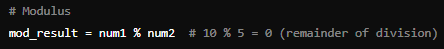 # Modulus
mod_result = num1 % num2  # 10 % 5 = 0 (remainder of division)